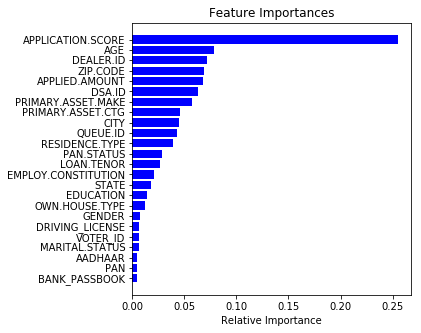 Feature Importances
APPLICATION.SCORE
AGE
DEALER.ID
ZIP.CODE
APPLIED.AMOUNT
DSA.ID
PRIMARY.ASSET.MAKE
PRIMARY.ASSET.CTG
CITY
QUEUE.ID
RESIDENCE.TYPE
PAN.STATUS
LOAN.TENOR
EMPLOY.CONSTITUTION
STATE
EDUCATION
OWN.HOUSE.TYPE
GENDER
DRIVING_LICENSE
VOTER_ID
MARITAL.STATUS
AADHAAR
PAN
BANK_PASSBOOK
0.00 0.05 0.10 0.15 0.20 0.25
Relative Importance